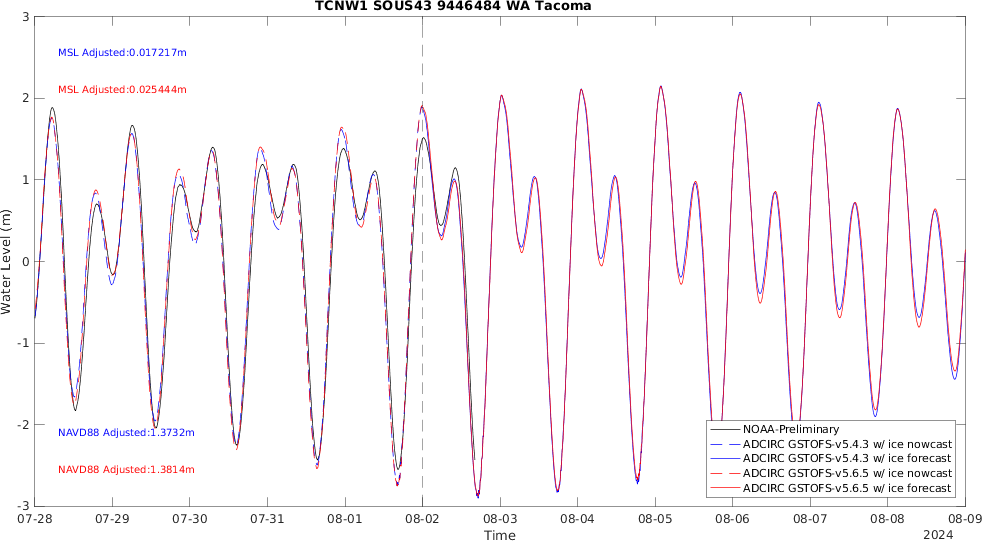 TCNW1 SOUS43 9446484 WA Tacoma
3
2
1
0
-1
-2
-3
Water Level (m)
MSL Adjusted:0.017217m
MSL Adjusted:0.025444m
NAVD88 Adjusted:1.3732m
NAVD88 Adjusted:1.3814m
NOAA-Preliminary
ADCIRC GSTOFS-v5.4.3 w/ ice nowcast
ADCIRC GSTOFS-v5.4.3 w/ ice forecast
ADCIRC GSTOFS-v5.6.5 w/ ice nowcast
ADCIRC GSTOFS-v5.6.5 w/ ice forecast
07-28 07-29 07-30 07-31 08-01 08-02 08-03 08-04 08-05 08-06 08-07 08-08 08-09
Time
2024